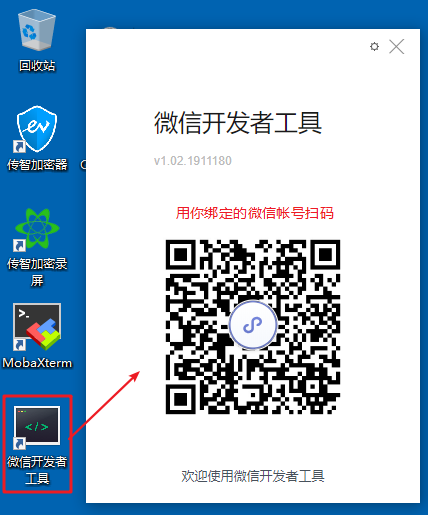 回收站
传智加密器
传智加密录
屏
MobaXterm
微信开发者
工具
微信开发者工具
v1.02.1911180
用你绑定的微信帐号扫码
欢迎使用微信开发者工具